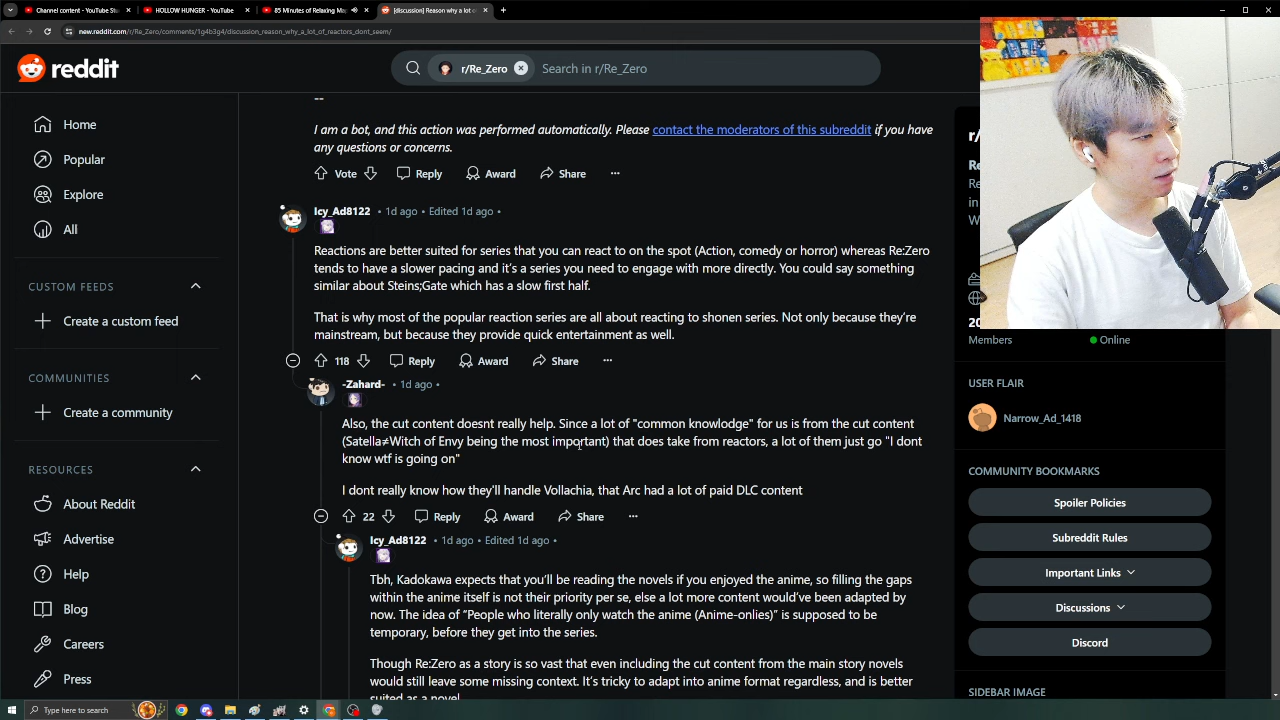 Channel content - YouTube Stu
HOLLOW HUNGER - YouTube
85 Minutes of Relaxing Ma
[discussion] Reason why a lot o
new.reddit.com/r/Re_Zero/comments/1g4b3g4/discussion_reason_why_a_lot_of_reactors_dont_seem/
reddit
r/Re_Zero
Search in r/Re_Zero
Home
Popular
Explore
All
CUSTOM FEEDS
Create a custom feed
COMMUNITIES
Create a community
RESOURCES
About Reddit
Advertise
Help
Blog
Careers
Press
--
I am a bot, and this action was performed automatically. Please contact the moderators of this subreddit if you have
any questions or concerns.
Vote Reply Award Share ...
Icy_Ad8122 • 1d ago • Edited 1d ago •
Reactions are better suited for series that you can react to on the spot (Action, comedy or horror) whereas Re:Zero
tends to have a slower pacing and it's a series you need to engage with more directly. You could say something
similar about Steins;Gate which has a slow first half.
That is why most of the popular reaction series are all about reacting to shonen series. Not only because they're
mainstream, but because they provide quick entertainment as well.
118 Reply Award Share ...
-Zahard- • 1d ago •
Also, the cut content doesnt really help. Since a lot of "common knowlodge" for us is from the cut content
(Satella≠Witch of Envy being the most important) that does take from reactors, a lot of them just go "I dont
know wtf is going on"
I dont really know how they'll handle Vollachia, that Arc had a lot of paid DLC content
22 Reply Award Share ...
Icy_Ad8122 • 1d ago • Edited 1d ago •
Tbh, Kadokawa expects that you'll be reading the novels if you enjoyed the anime, so filling the gaps
within the anime itself is not their priority per se, else a lot more content would've been adapted by
now. The idea of "People who literally only watch the anime (Anime-onlies)" is supposed to be
temporary, before they get into the series.
Though Re:Zero as a story is so vast that even including the cut content from the main story novels
would still leave some missing context. It's tricky to adapt into anime format regardless, and is better
suited as a novel.
Members
Online
USER FLAIR
Narrow_Ad_1418
COMMUNITY BOOKMARKS
Spoiler Policies
Subreddit Rules
Important Links
Discussions
Discord
SIDEBAR IMAGE
Type here to search